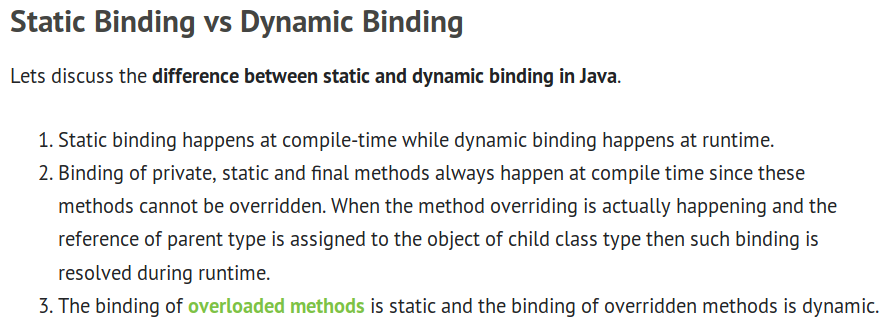 Static Binding vs Dynamic Binding
Lets discuss the difference between static and dynamic binding in Java.
1. Static binding happens at compile-time while dynamic binding happens at runtime.
2. Binding of private, static and final methods always happen at compile time since these
methods cannot be overridden. When the method overriding is actually happening and the
reference of parent type is assigned to the object of child class type then such binding is
resolved during runtime.
3. The binding of overloaded methods is static and the binding of overridden methods is dynamic.